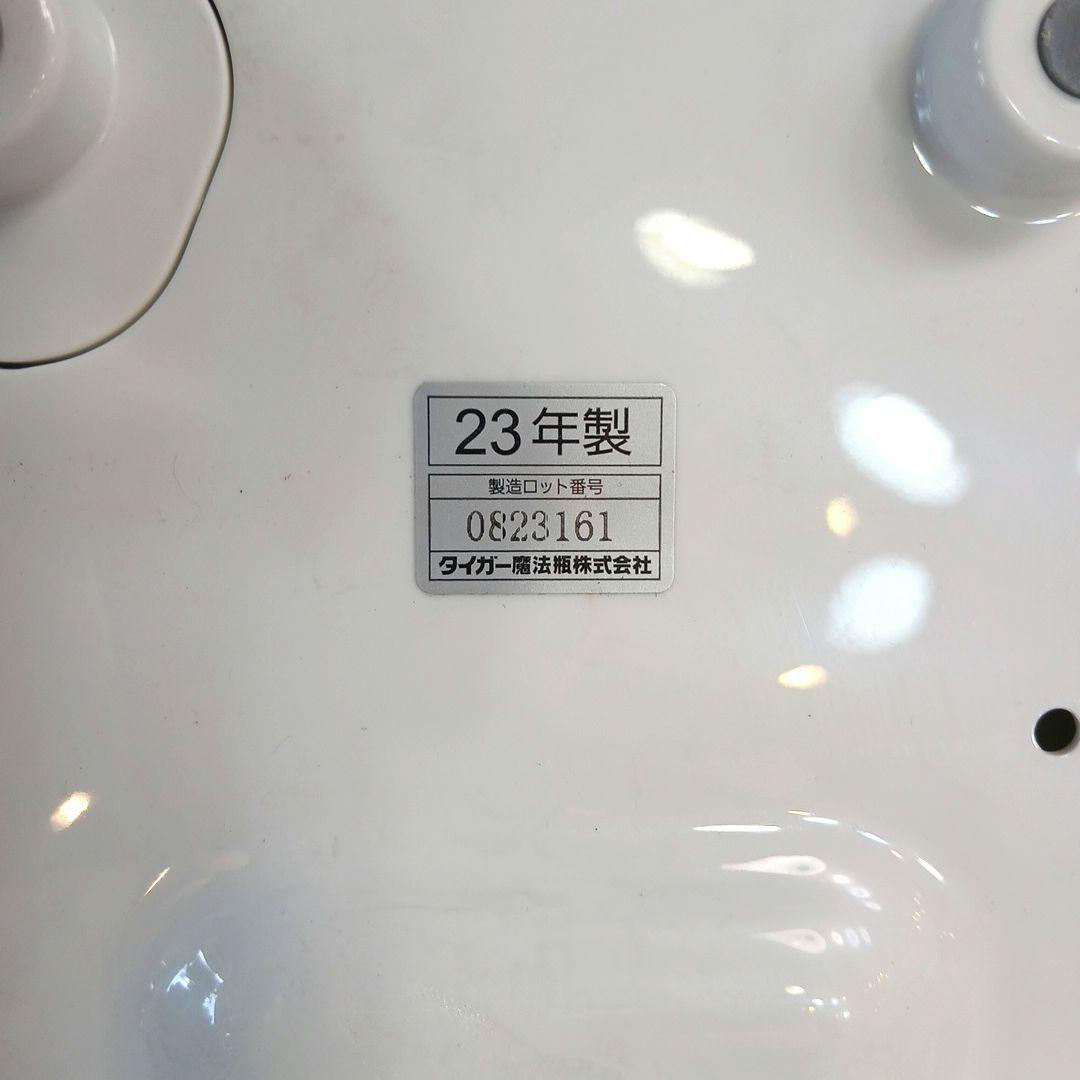 23年製
製造ロット番号
0823161
タイガー魔法瓶株式会社